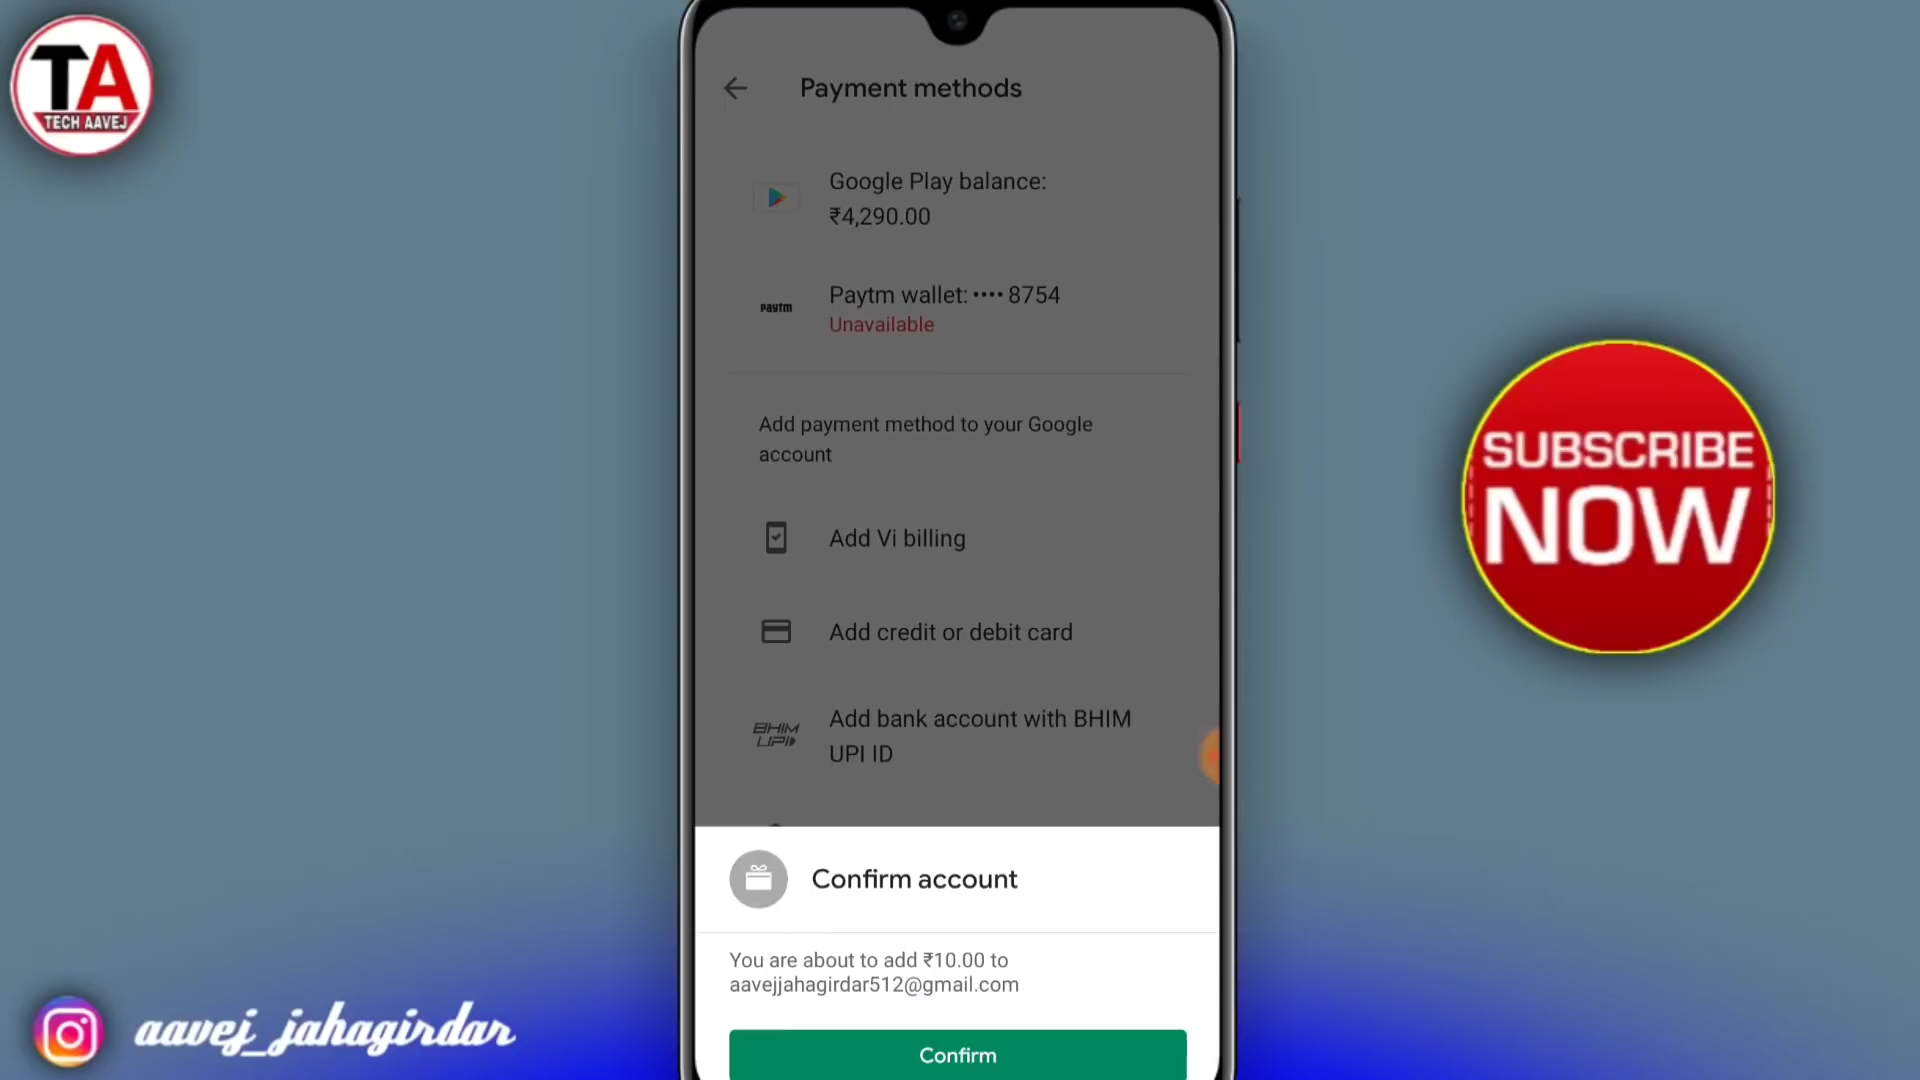 TA
TECH AAVEJ
Payment methods
Google Play balance:
₹4,290.00
Paytm
Paytm wallet: •••• 8754
Unavailable
Add payment method to your Google
account
Add Vi billing
Add credit or debit card
BHIM
UPI
Add bank account with BHIM
UPI ID
SUBSCRIBE
NOW
Confirm account
You are about to add ₹10.00 to
aavejjahagirdar512@gmail.com
Confirm
aavej_jahagirdar